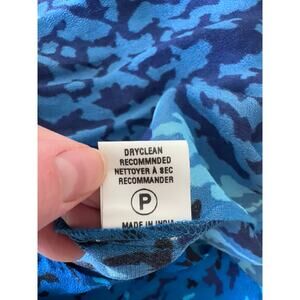 DRYCLEAN
RECOMMNDED
NETTOYER À SEC
RECOMMANDER
P
MADE IN INDIA